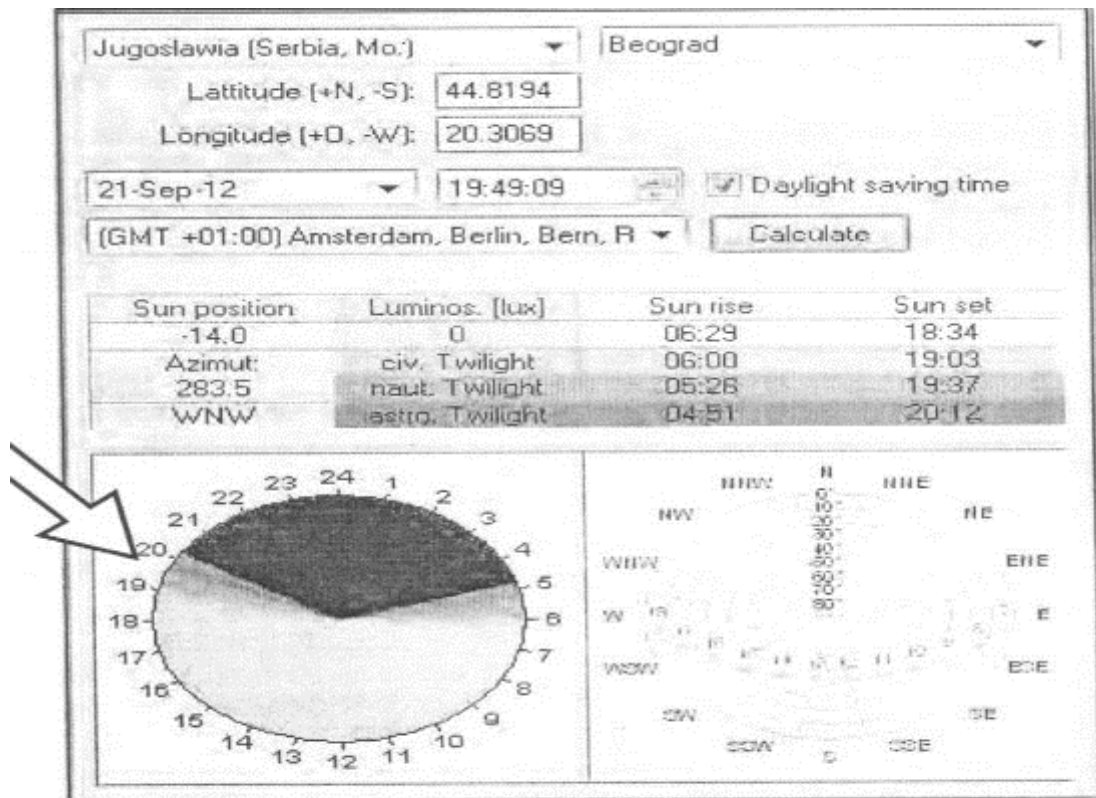 Jugoslawia (Serbia, Mo.) Beograd
Lattitude (+N, -S): 44.8194
Longitude (+O, -W): 20.3069
21-Sep-12 19:49:09 Daylight saving time
(GMT +01:00) Amsterdam, Berlin, Bern, R Calculate
Sun position Luminos. [lux] Sun rise Sun set
-14.0 0 06:29 18:34
Azimut: civ. Twilight 06:00 19:03
283.5 naut. Twilight 05:26 19:37
WNW astro. Twilight 04:51 20:12
24
23 1
22 2
21 3
20 4
19 5
18 6
17 7
16 8
15 9
14 10
13 12 11
N
NNW NNE
NW NE
WNW ENE
W E
WSW ESE
SW SE
SSW SSE
S